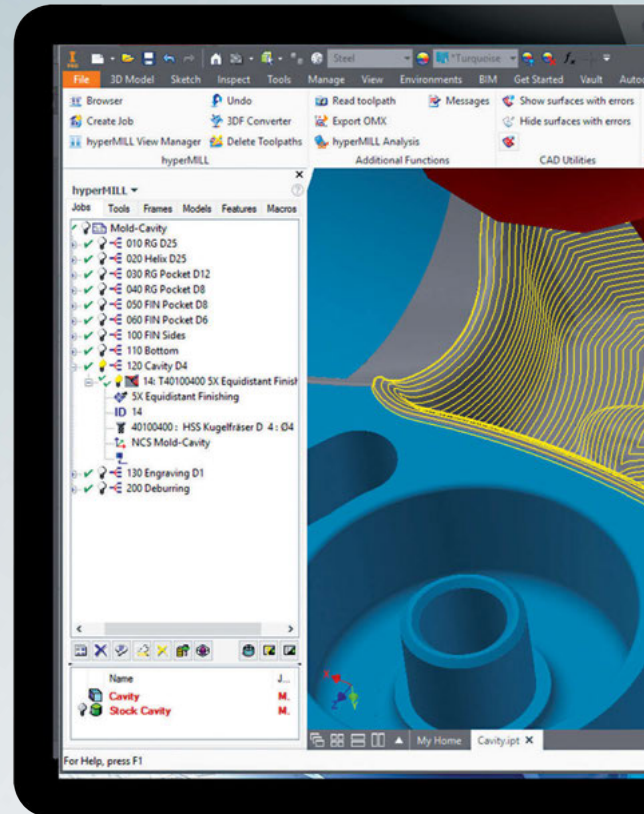 PRO
Steel
*Turquoise
File 3D Model Sketch Inspect Tools Manage View Environments BIM Get Started Vault Autod
Browser Undo Read toolpath Messages Show surfaces with errors
Create Job 3DF Converter Export OMX Hide surfaces with errors
hyperMILL View Manager Delete Toolpaths hyperMILL Analysis
hyperMILL Additional Functions CAD Utilities
hyperMILL
Jobs Tools Frames Models Features Macros
Mold-Cavity
010 RG D25
020 Helix D25
030 RG Pocket D12
040 RG Pocket D8
050 FIN Pocket D8
060 FIN Pocket D6
100 FIN Sides
110 Bottom
120 Cavity D4
14: T40100400 5X Equidistant Finish
5X Equidistant Finishing
ID 14
40100400 : HSS Kugelfräser D 4 : Ø4
NCS Mold-Cavity
130 Engraving D1
200 Deburring
Name J...
Cavity M.
Stock Cavity M.
My Home Cavity.ipt
For Help, press F1